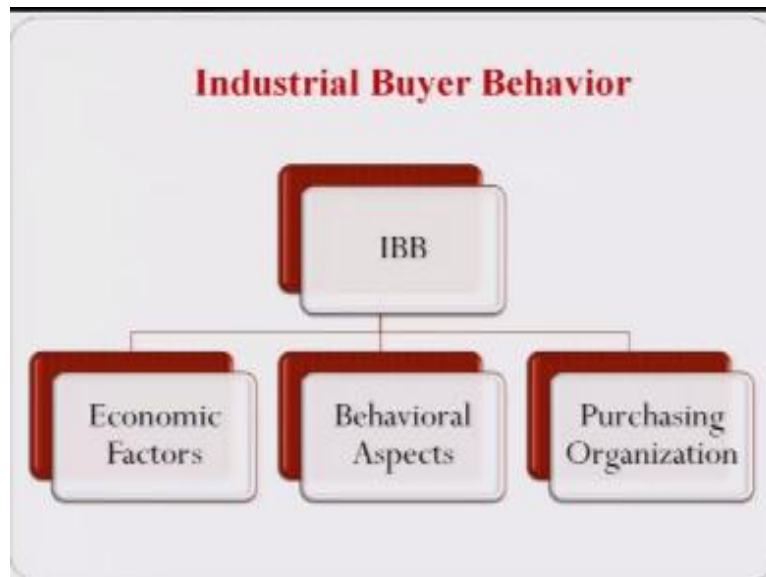 Industrial Buyer Behavior
IBB
Economic
Factors
Behavioral
Aspects
Purchasing
Organization